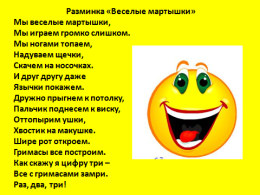 Разминка «Веселые мартышки»
Мы веселые мартышки,
Мы играем громко слишком.
Мы ногами топаем,
Надуваем щечки,
Скачем на носочках.
И друг другу даже
Язычки покажем.
Дружно прыгнем к потолку,
Пальчик поднесем к виску,
Оттопырим ушки,
Хвостик на макушке.
Шире рот откроем.
Гримасы все построим.
Как скажу я цифру три –
Все с гримасами замри.
Раз, два, три!